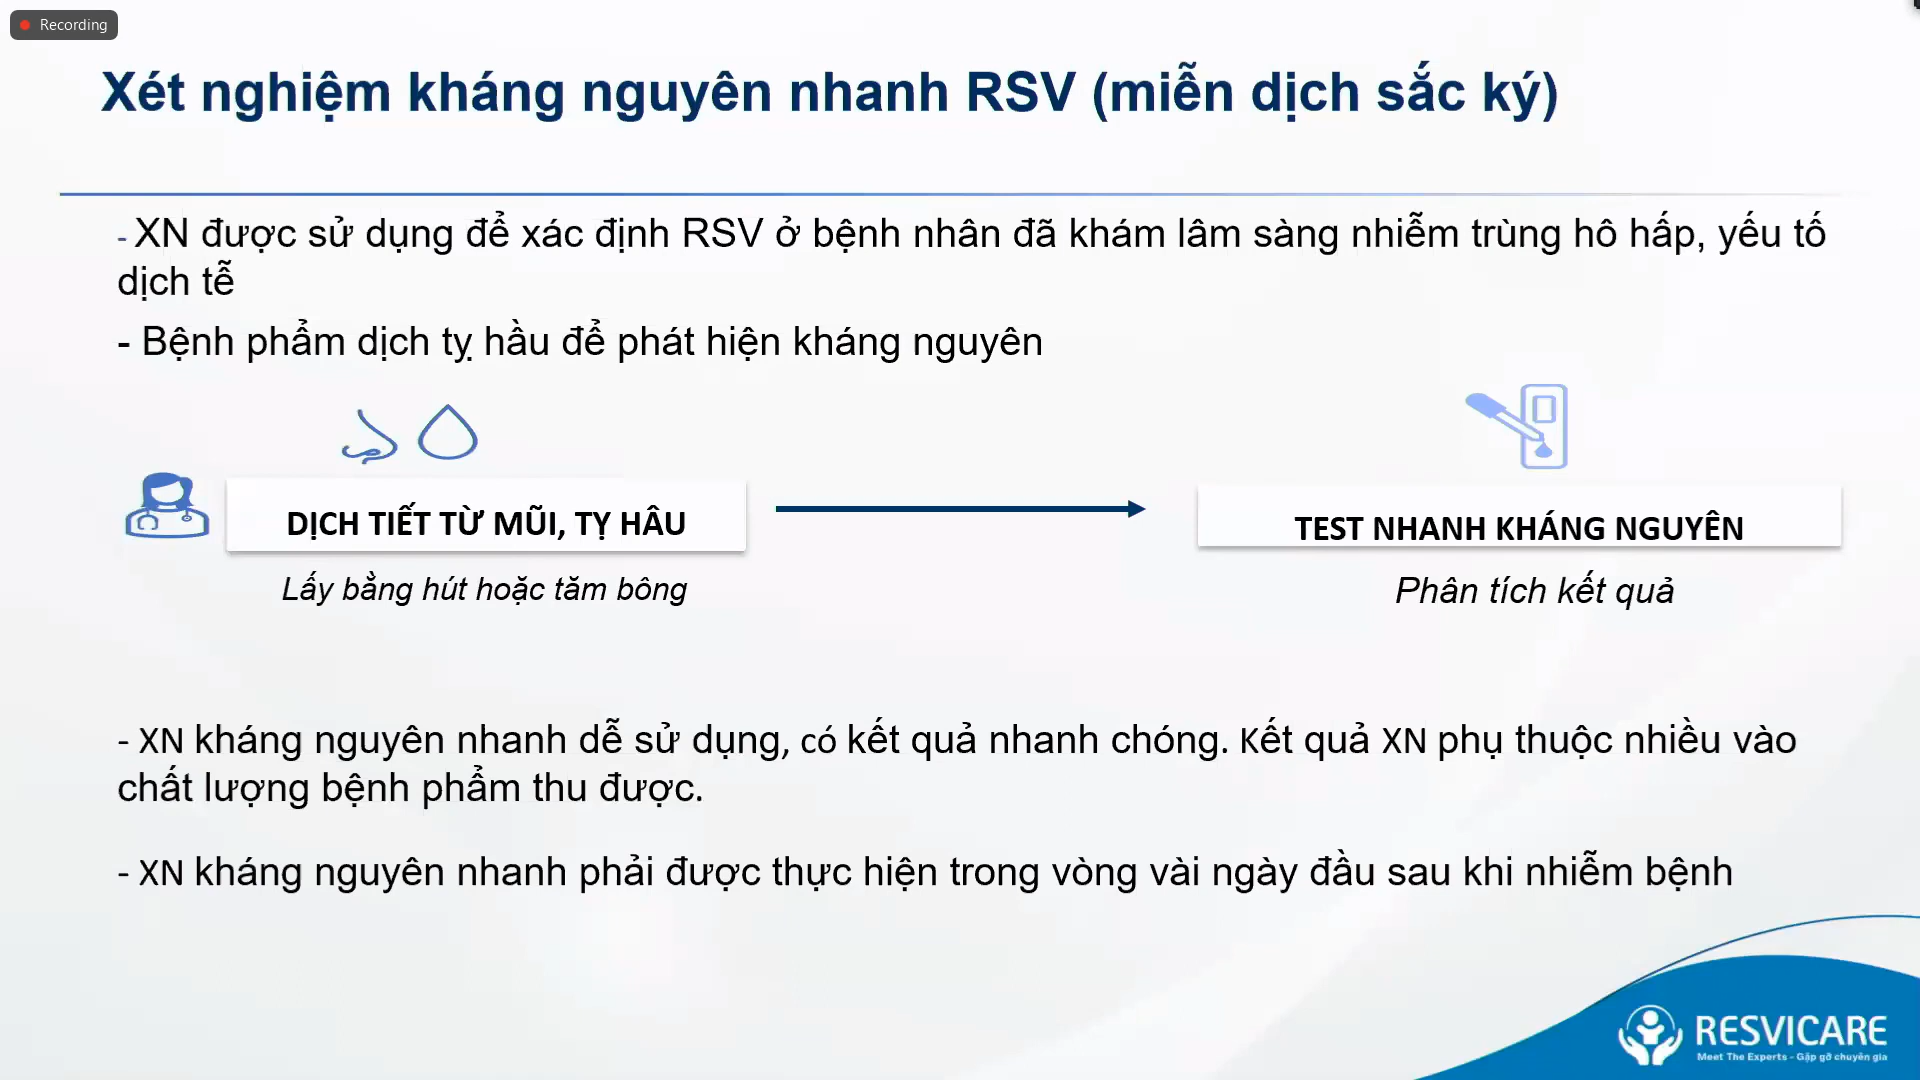 Recording
Xét nghiệm kháng nguyên nhanh RSV (miễn dịch sắc ký)
- XN được sử dụng để xác định RSV ở bệnh nhân đã khám lâm sàng nhiễm trùng hô hấp, yếu tố
dịch tễ
- Bệnh phẩm dịch tỵ hầu để phát hiện kháng nguyên
DỊCH TIẾT TỪ MŨI, TỴ HÂU
TEST NHANH KHÁNG NGUYÊN
Lấy bằng hút hoặc tăm bông
Phân tích kết quả
- XN kháng nguyên nhanh dễ sử dụng, có kết quả nhanh chóng. Kết quả XN phụ thuộc nhiều vào
chất lượng bệnh phẩm thu được.
- XN kháng nguyên nhanh phải được thực hiện trong vòng vài ngày đầu sau khi nhiễm bệnh
RESVICARE
Meet The Experts - Gặp gỡ chuyên gia